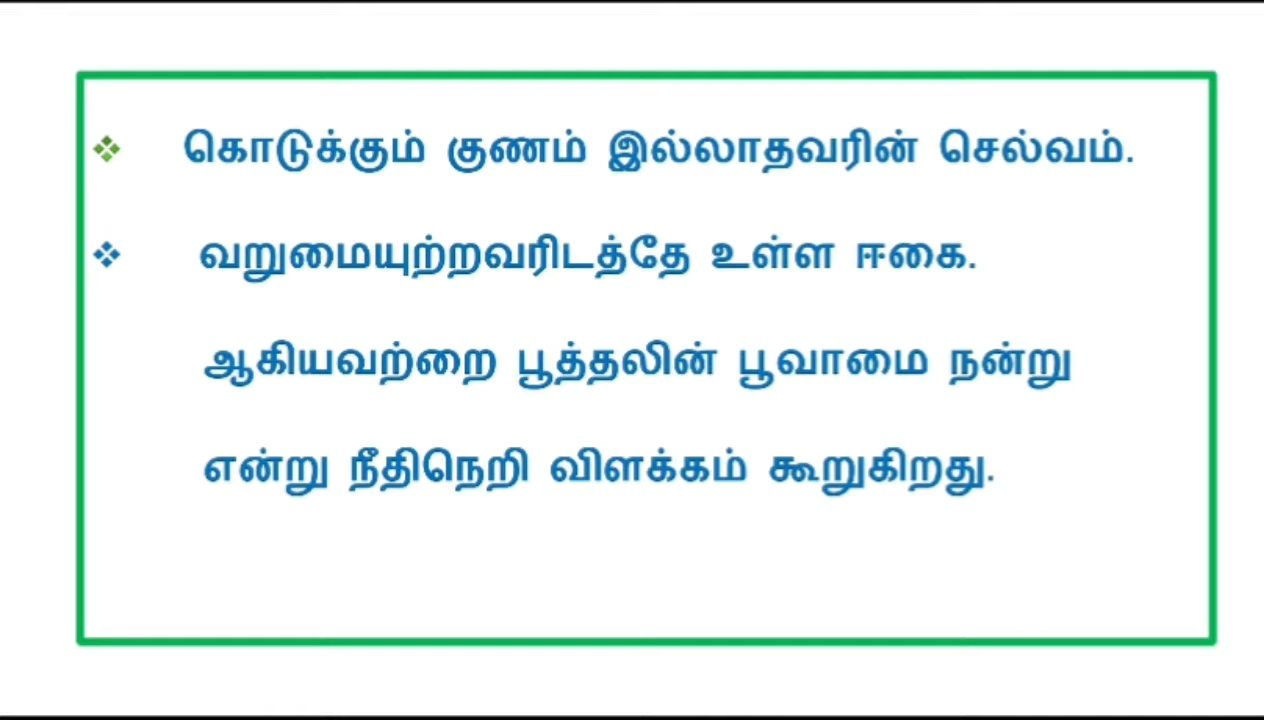 ❖ கொடுக்கும் குணம் இல்லாதவரின் செல்வம்.
❖ வறுமையுற்றவரிடத்தே உள்ள ஈகை.
ஆகியவற்றை பூத்தலின் பூவாமை நன்று
என்று நீதிநெறி விளக்கம் கூறுகிறது.